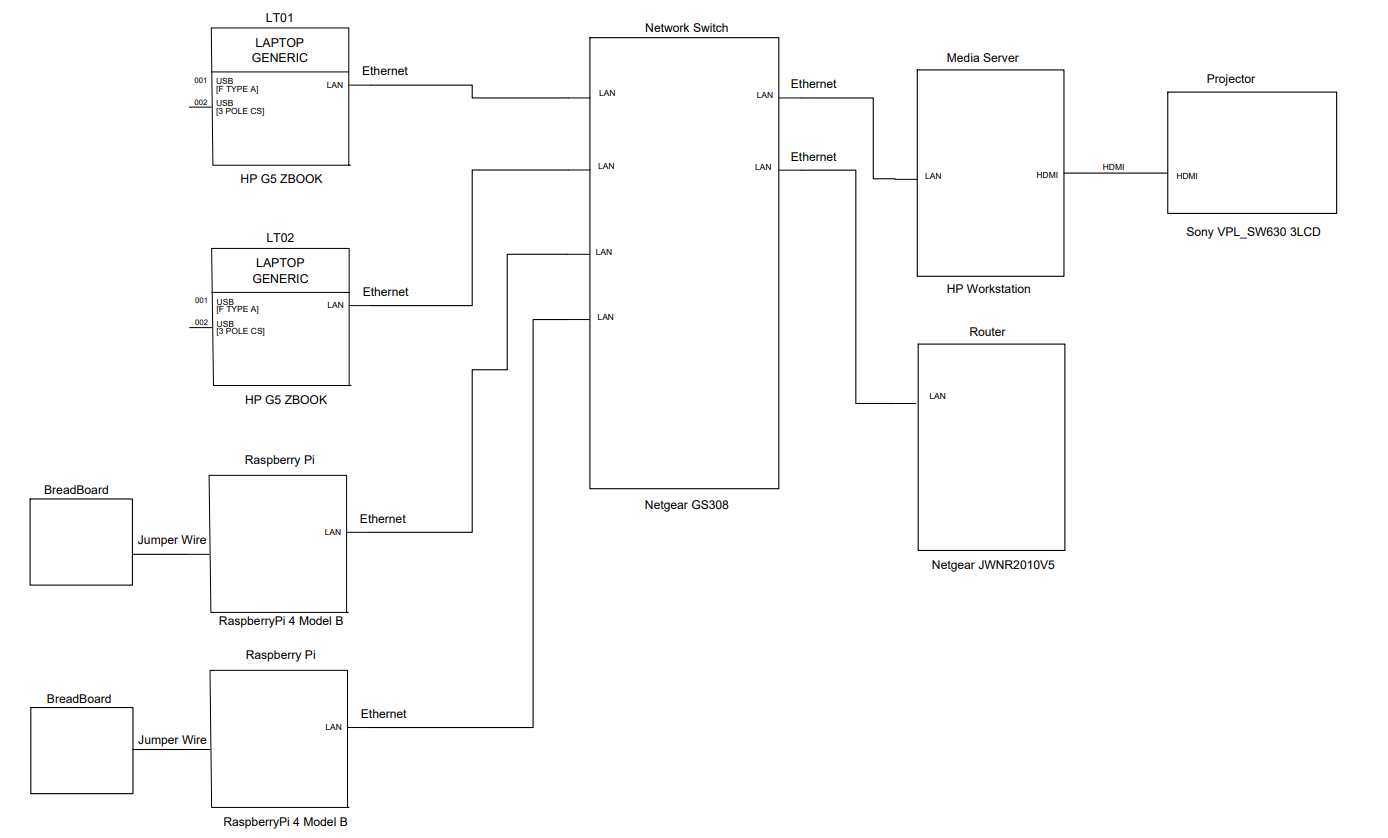 LT01
LAPTOP
GENERIC
001 USB
[F TYPE A]
002 USB
[3 POLE CS]
LAN
Ethernet
HP G5 ZBOOK
LT02
LAPTOP
GENERIC
001 USB
[F TYPE A]
002 USB
[3 POLE CS]
LAN
Ethernet
HP G5 ZBOOK
Raspberry Pi
BreadBoard
Jumper Wire
LAN
Ethernet
RaspberryPi 4 Model B
Raspberry Pi
BreadBoard
Jumper Wire
LAN
Ethernet
RaspberryPi 4 Model B
Network Switch
LAN
LAN
LAN
LAN
LAN
LAN
Netgear GS308
Ethernet
Ethernet
Media Server
LAN
HDMI
HP Workstation
HDMI
Projector
HDMI
Sony VPL_SW630 3LCD
Router
LAN
Netgear JWNR2010V5